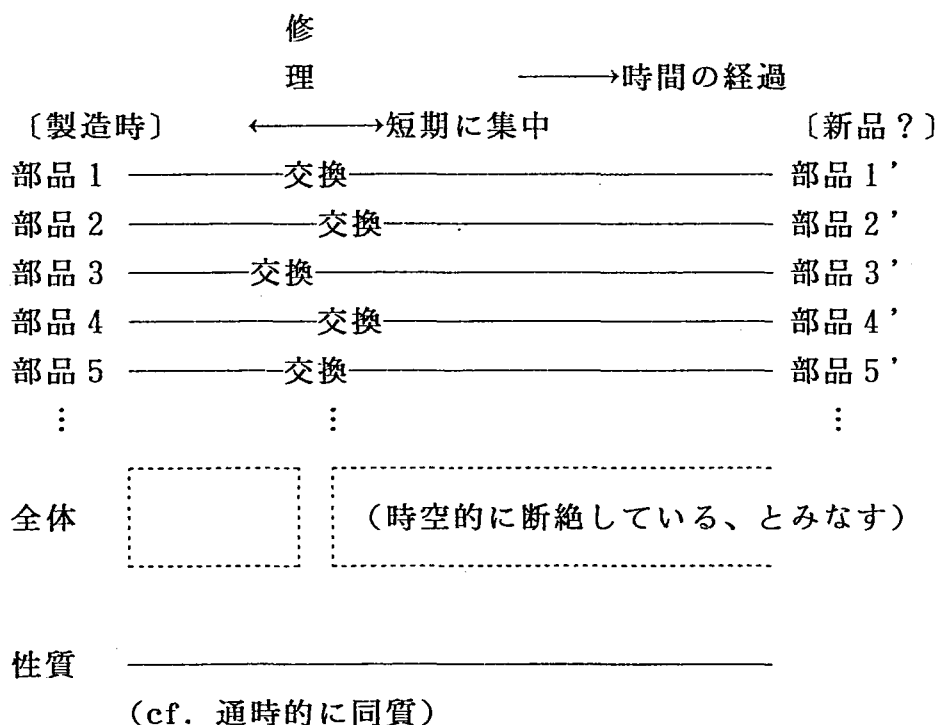 修
理 ———→時間の経過
〔製造時〕 ←———→短期に集中 〔新品？〕
部品1 ———交換——— 部品1'
部品2 ———交換——— 部品2'
部品3 ———交換——— 部品3'
部品4 ———交換——— 部品4'
部品5 ———交換——— 部品5'
⋮ ⋮ ⋮
全体 （時空的に断絶している、とみなす）
性質
（cf. 通時的に同質）